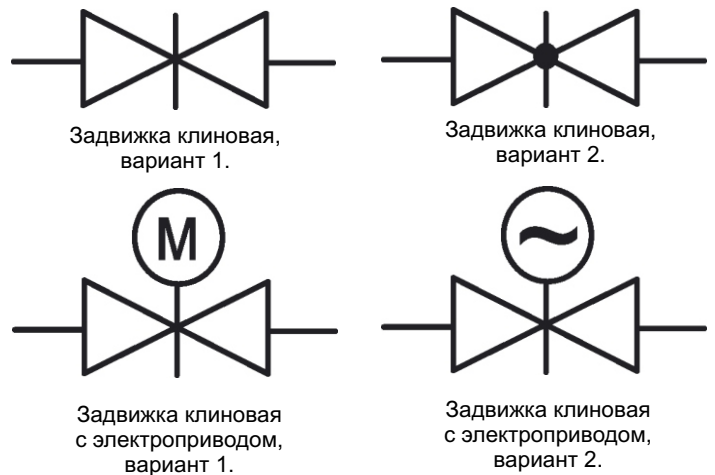 Задвижка клиновая,
вариант 1.
Задвижка клиновая,
вариант 2.
M
~
Задвижка клиновая
с электроприводом,
вариант 1.
Задвижка клиновая
с электроприводом,
вариант 2.